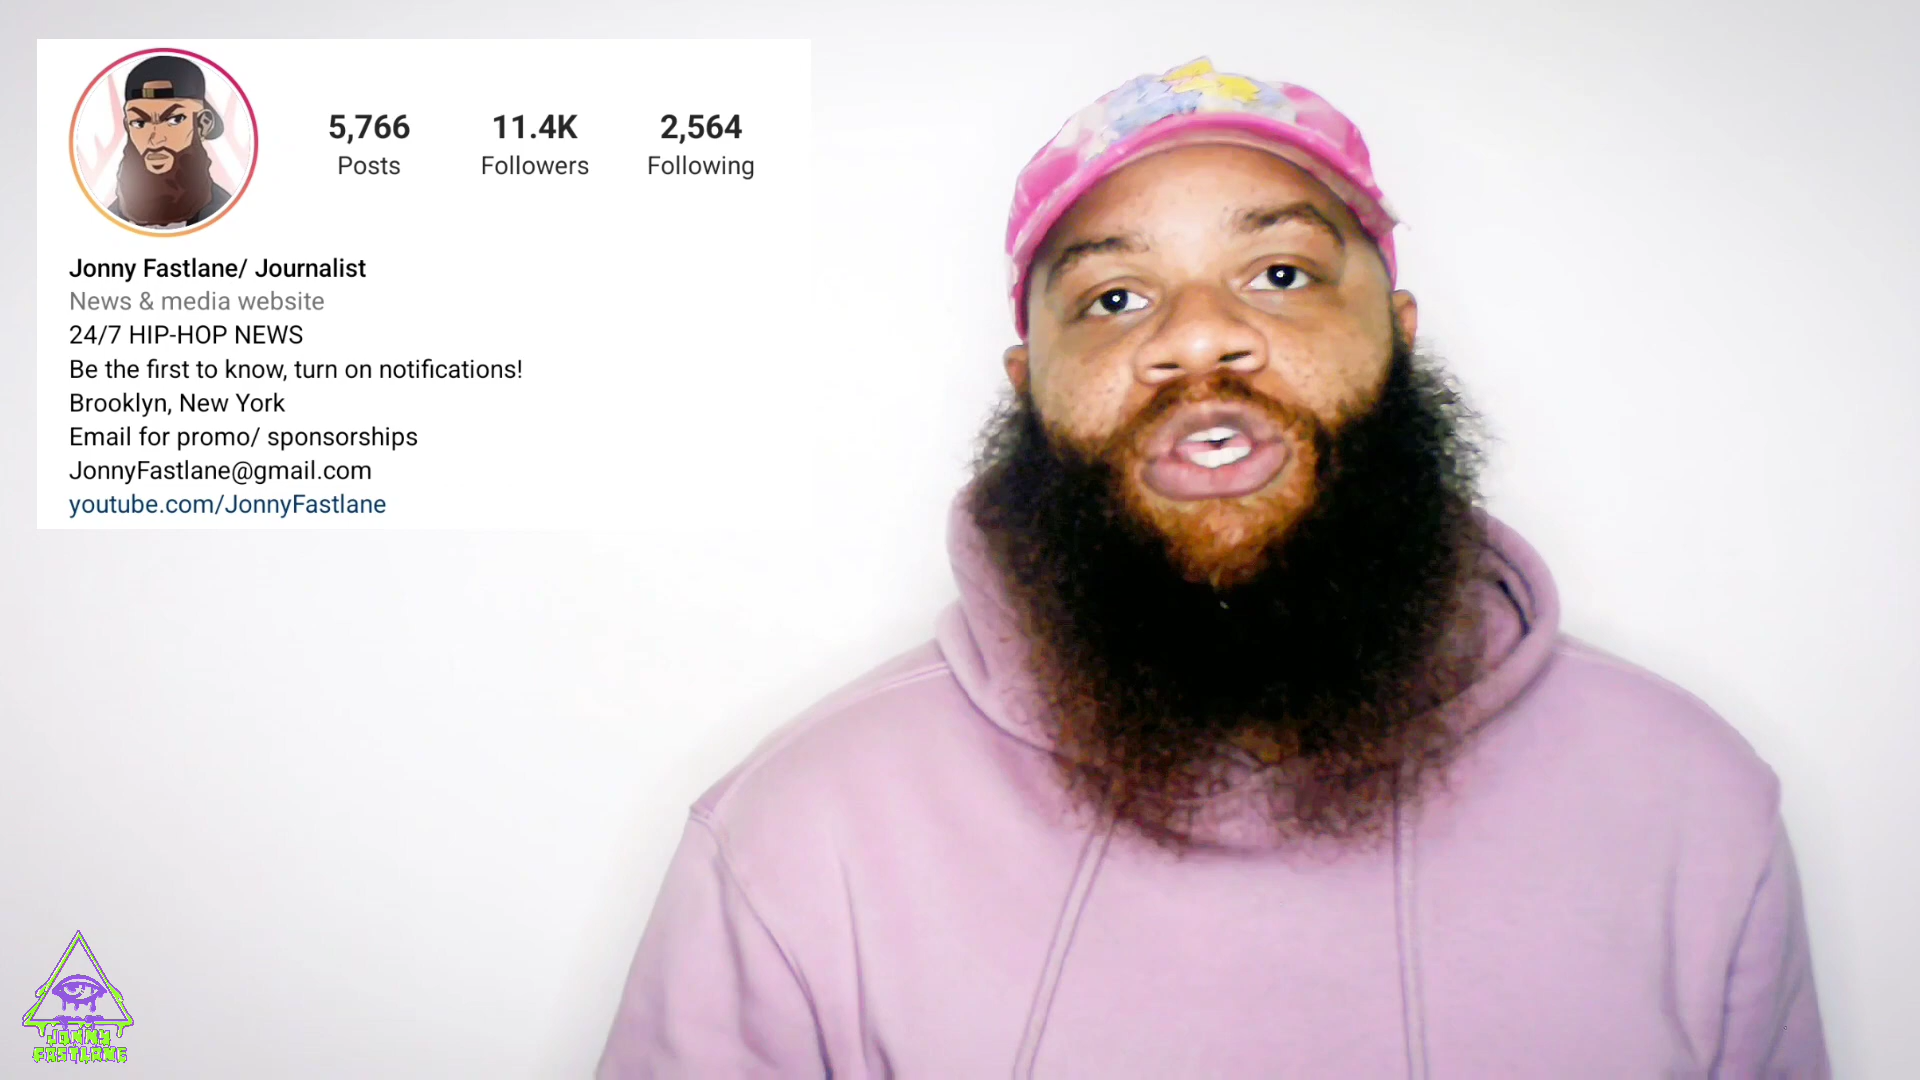 5,766 11.4K 2,564
Posts Followers Following
Jonny Fastlane/ Journalist
News & media website
24/7 HIP-HOP NEWS
Be the first to know, turn on notifications!
Brooklyn, New York
Email for promo/ sponsorships
JonnyFastlane@gmail.com
youtube.com/JonnyFastlane
JONNY
FASTLANE